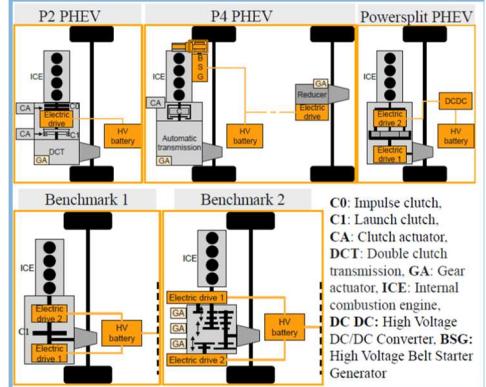 P2 PHEV
P4 PHEV
Powersplit PHEV
ICE
CA
C0
Electric
drive
CA
C1
DCT
GA
HV
battery
ICE
B
S
G
CA
C
Automatic
transmission
GA
HV
battery
GA
Reducer
Electric
drive
ICE
Electric
drive 2
Electric
drive 1
DCDC
HV
battery
Benchmark 1
Benchmark 2
ICE
Electric
drive 2
C1
Electric
drive 1
HV
battery
ICE
Electric drive 1
GA
GA
GA
Electric drive 2
HV
battery
C0: Impulse clutch,
C1: Launch clutch,
CA: Clutch actuator,
DCT: Double clutch
transmission, GA: Gear
actuator, ICE: Internal
combustion engine,
DC DC: High Voltage
DC/DC Converter, BSG:
High Voltage Belt Starter
Generator